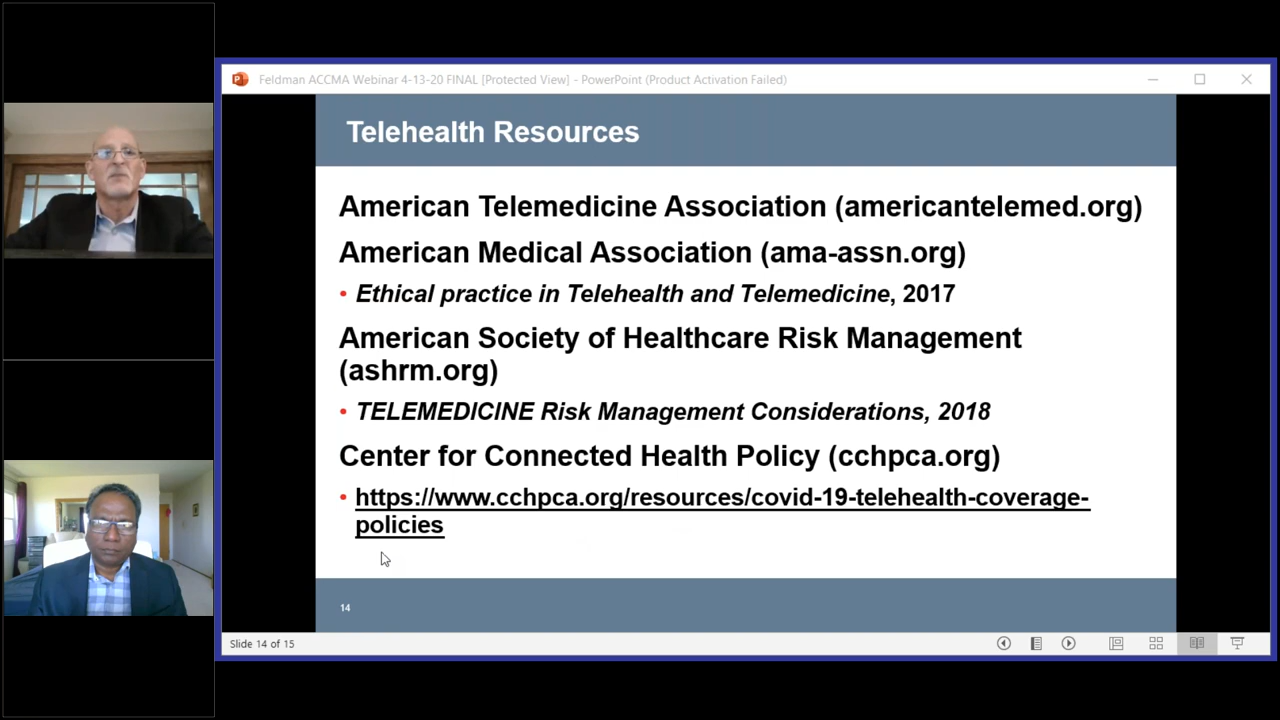 Feldman ACCMA Webinar 4-13-20 FINAL [Protected View] - PowerPoint (Product Activation Failed)
Telehealth Resources
American Telemedicine Association (americantelemed.org)
American Medical Association (ama-assn.org)
• Ethical practice in Telehealth and Telemedicine, 2017
American Society of Healthcare Risk Management
(ashrm.org)
• TELEMEDICINE Risk Management Considerations, 2018
Center for Connected Health Policy (cchpca.org)
• https://www.cchpca.org/resources/covid-19-telehealth-coverage-
policies
14
Slide 14 of 15